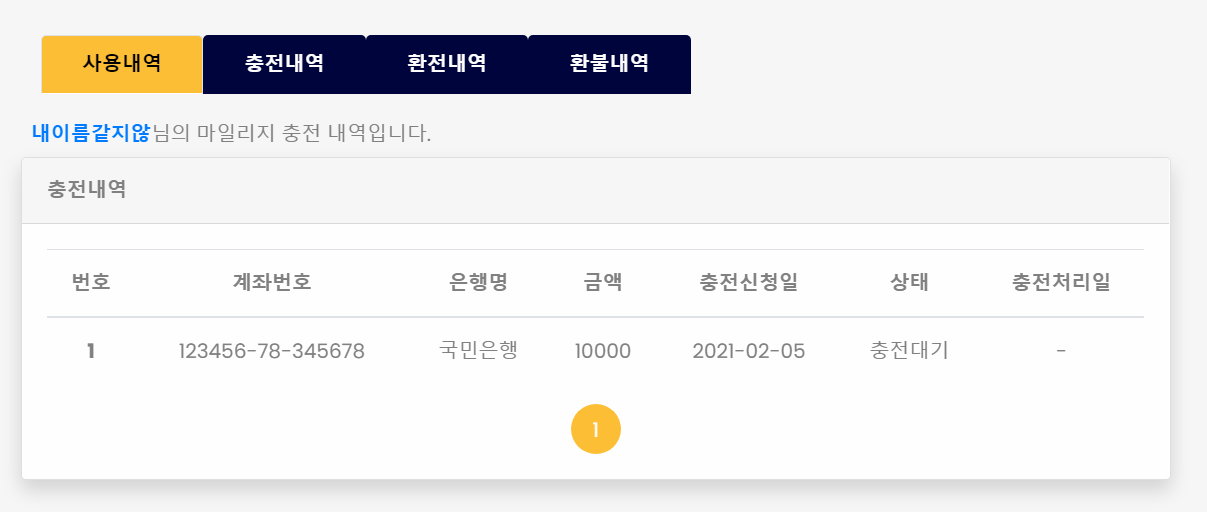 사용내역 충전내역 환전내역 환불내역
내이름같지않님의 마일리지 충전 내역입니다.
충전내역
번호 계좌번호 은행명 금액 충전신청일 상태 충전처리일
1 123456-78-345678 국민은행 10000 2021-02-05 충전대기 -
1